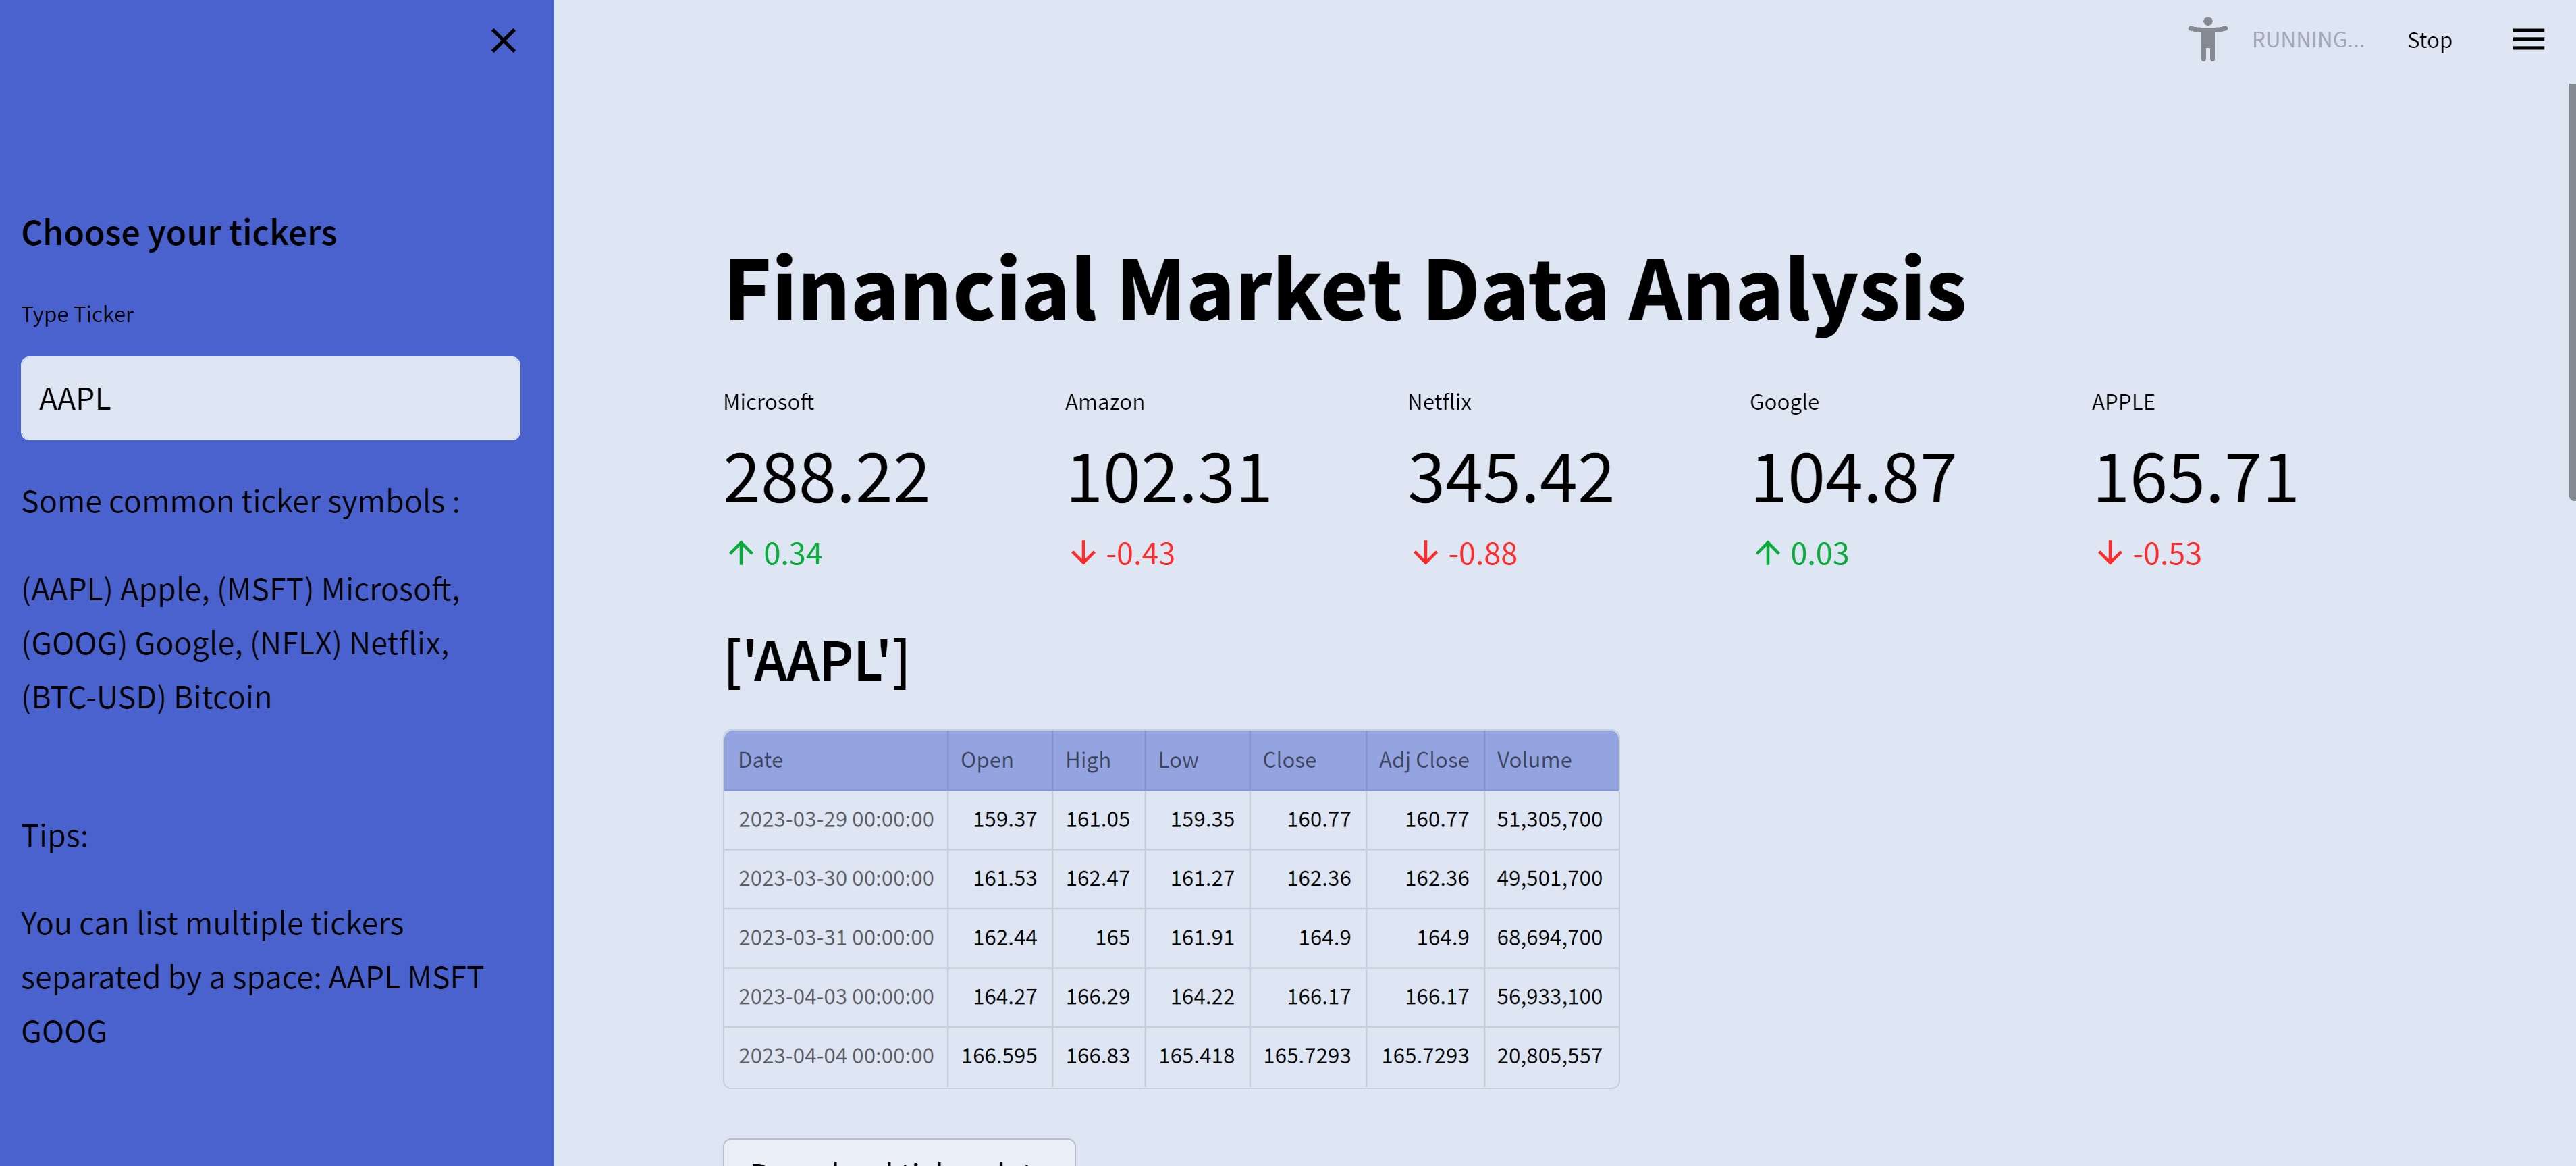 RUNNING... Stop
Choose your tickers
Type Ticker
AAPL
Some common ticker symbols :
(AAPL) Apple, (MSFT) Microsoft,
(GOOG) Google, (NFLX) Netflix,
(BTC-USD) Bitcoin
Tips:
You can list multiple tickers
separated by a space: AAPL MSFT
GOOG
Financial Market Data Analysis
Microsoft Amazon Netflix Google APPLE
288.22 102.31 345.42 104.87 165.71
0.34 -0.43 -0.88 0.03 -0.53
['AAPL']
Date Open High Low Close Adj Close Volume
2023-03-29 00:00:00 159.37 161.05 159.35 160.77 160.77 51,305,700
2023-03-30 00:00:00 161.53 162.47 161.27 162.36 162.36 49,501,700
2023-03-31 00:00:00 162.44 165 161.91 164.9 164.9 68,694,700
2023-04-03 00:00:00 164.27 166.29 164.22 166.17 166.17 56,933,100
2023-04-04 00:00:00 166.595 166.83 165.418 165.7293 165.7293 20,805,557